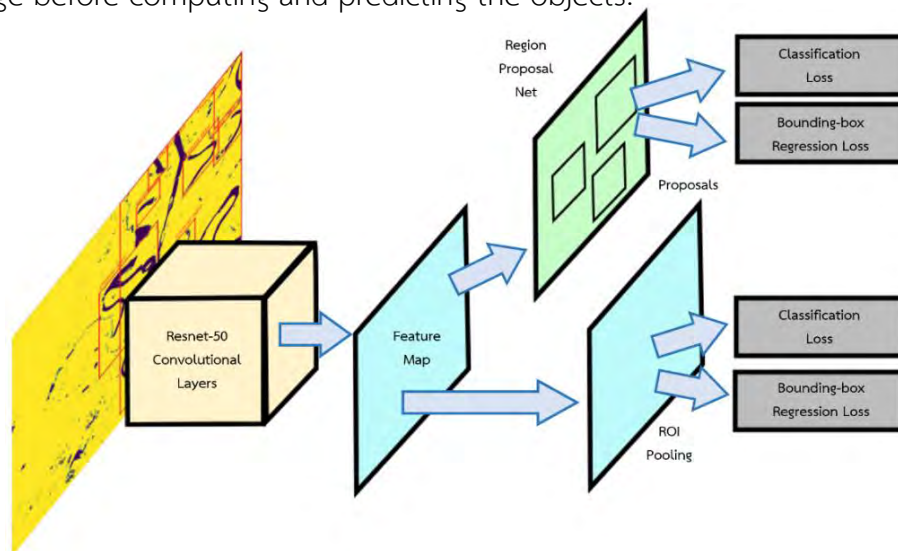 ge before computing and predicting the objects.
Region
Proposal
Net
Classification
Loss
Bounding-box
Regression Loss
Proposals
Resnet-50
Convolutional
Layers
Feature
Map
Classification
Loss
Bounding-box
Regression Loss
ROI
Pooling